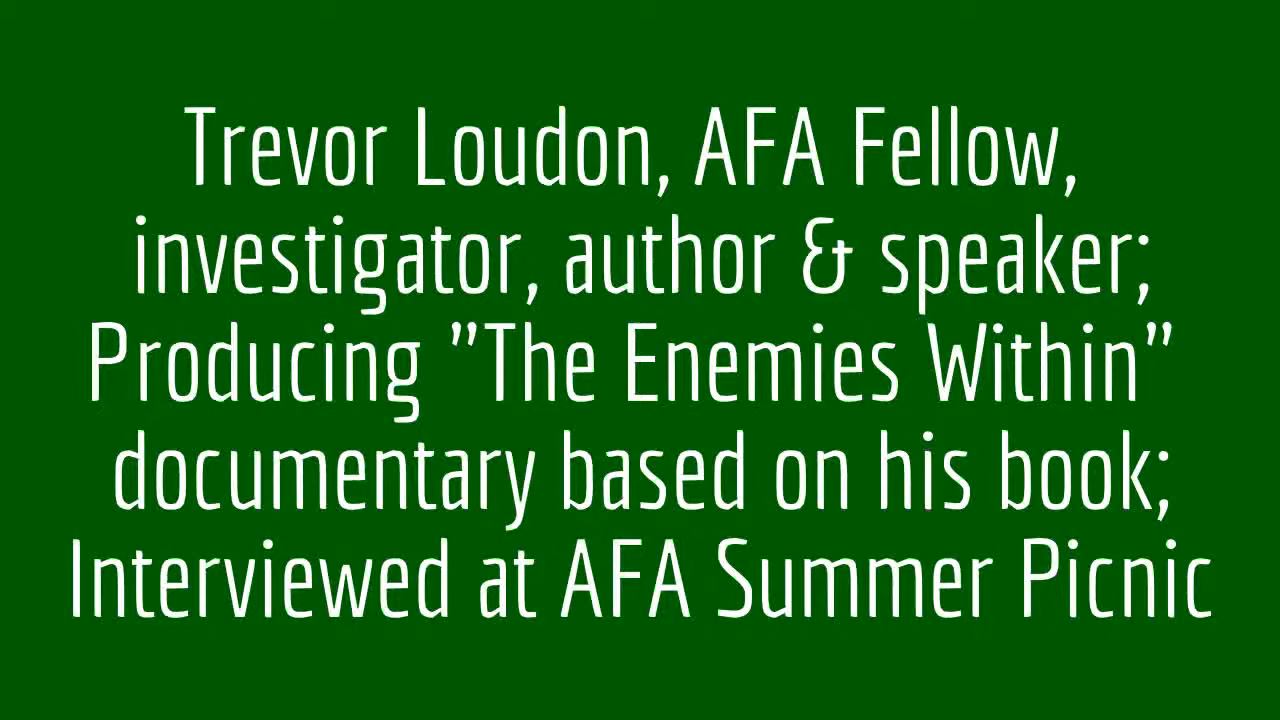 Trevor Loudon, AFA Fellow,
investigator, author & speaker;
Producing "The Enemies Within"
documentary based on his book;
Interviewed at AFA Summer Picnic